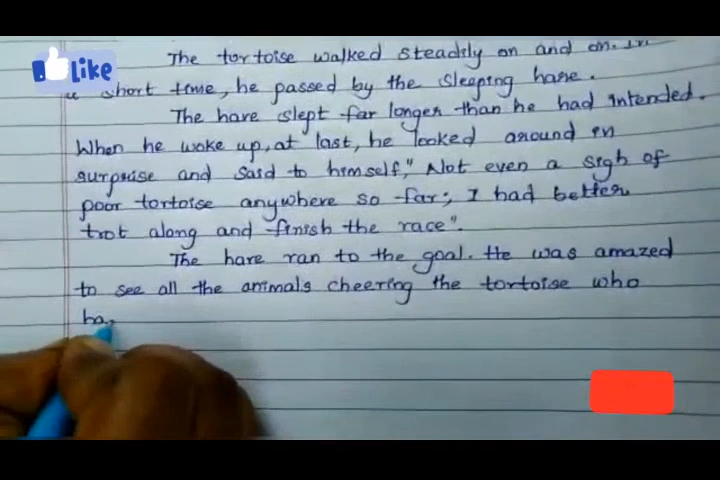 Like
The tortoise walked steadily on and on. In
a short time, he passed by the sleeping hare.
The hare slept far longer than he had intended.
When he woke up, at last, he looked around in
surprise and said to himself," Not even a sigh of
poor tortoise anywhere so far; I had better
trot along and finish the race".
The hare ran to the goal. He was amazed
to see all the animals cheering the tortoise who
ha